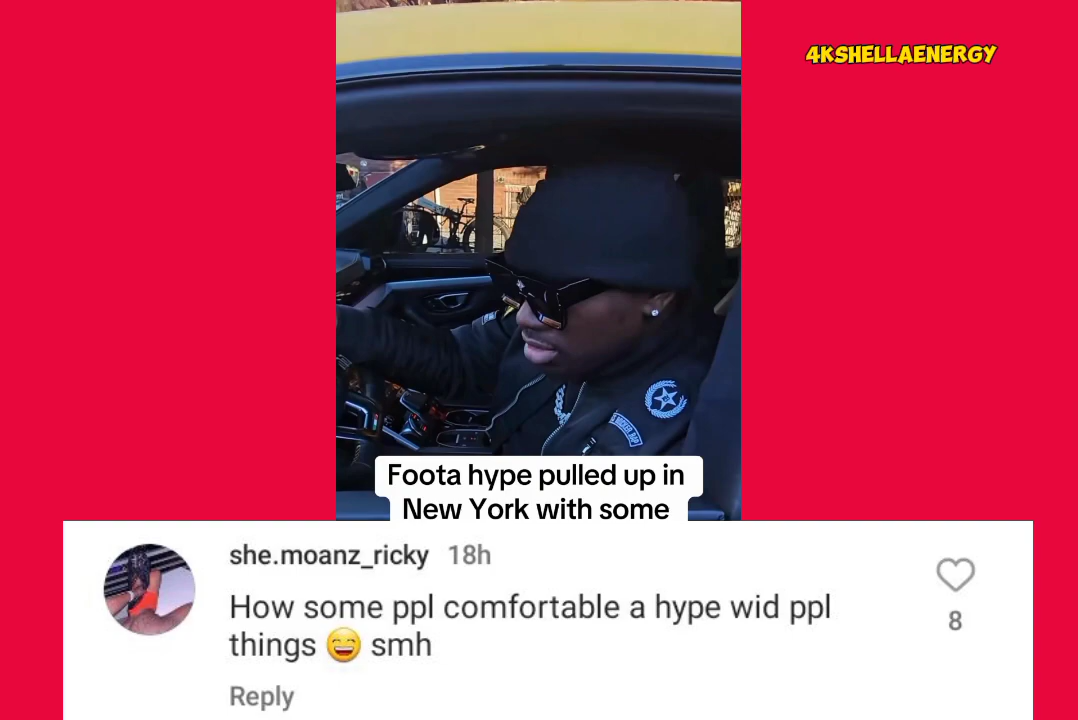 4KSHELLAENERGY
Foota hype pulled up in
New York with some
she.moanz_ricky 18h
How some ppl comfortable a hype wid ppl
things 😄 smh
8
Reply